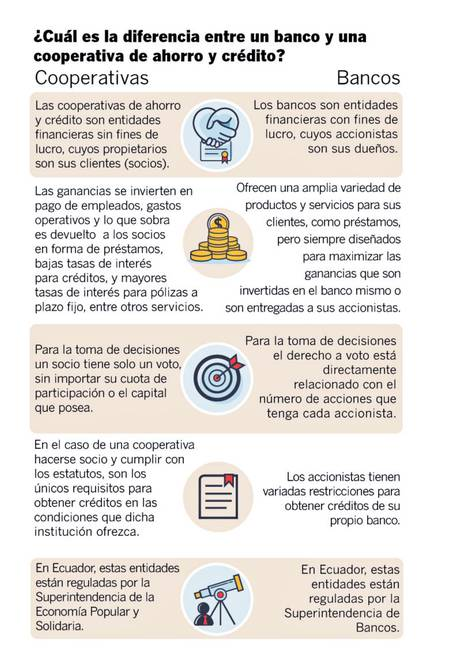 ¿Cuál es la diferencia entre un banco y una
cooperativa de ahorro y crédito?
Cooperativas
Bancos
Las cooperativas de ahorro
y crédito son entidades
financieras sin fines de
lucro, cuyos propietarios
son sus clientes (socios).
Los bancos son entidades
financieras con fines de
lucro, cuyos accionistas
son sus dueños.
Las ganancias se invierten en
pago de empleados, gastos
operativos y lo que sobra
es devuelto a los socios
en forma de préstamos,
bajas tasas de interés
para créditos, y mayores
tasas de interés para pólizas a
plazo fijo, entre otros servicios.
Ofrecen una amplia variedad de
productos y servicios para sus
clientes, como préstamos,
pero siempre diseñados
para maximizar las
ganancias que son
invertidas en el banco mismo o
son entregadas a sus accionistas.
Para la toma de decisiones
un socio tiene solo un voto,
sin importar su cuota de
participación o el capital
que posea.
Para la toma de decisiones
el derecho a voto está
directamente
relacionado con el
número de acciones que
tenga cada accionista.
En el caso de una cooperativa
hacerse socio y cumplir con
los estatutos, son los
únicos requisitos para
obtener créditos en las
condiciones que dicha
institución ofrezca.
Los accionistas tienen
variadas restricciones para
obtener créditos de su
propio banco.
En Ecuador, estas entidades
están reguladas por la
Superintendencia de la
Economía Popular y
Solidaria.
En Ecuador, estas
entidades están
reguladas por la
Superintendencia de
Bancos.